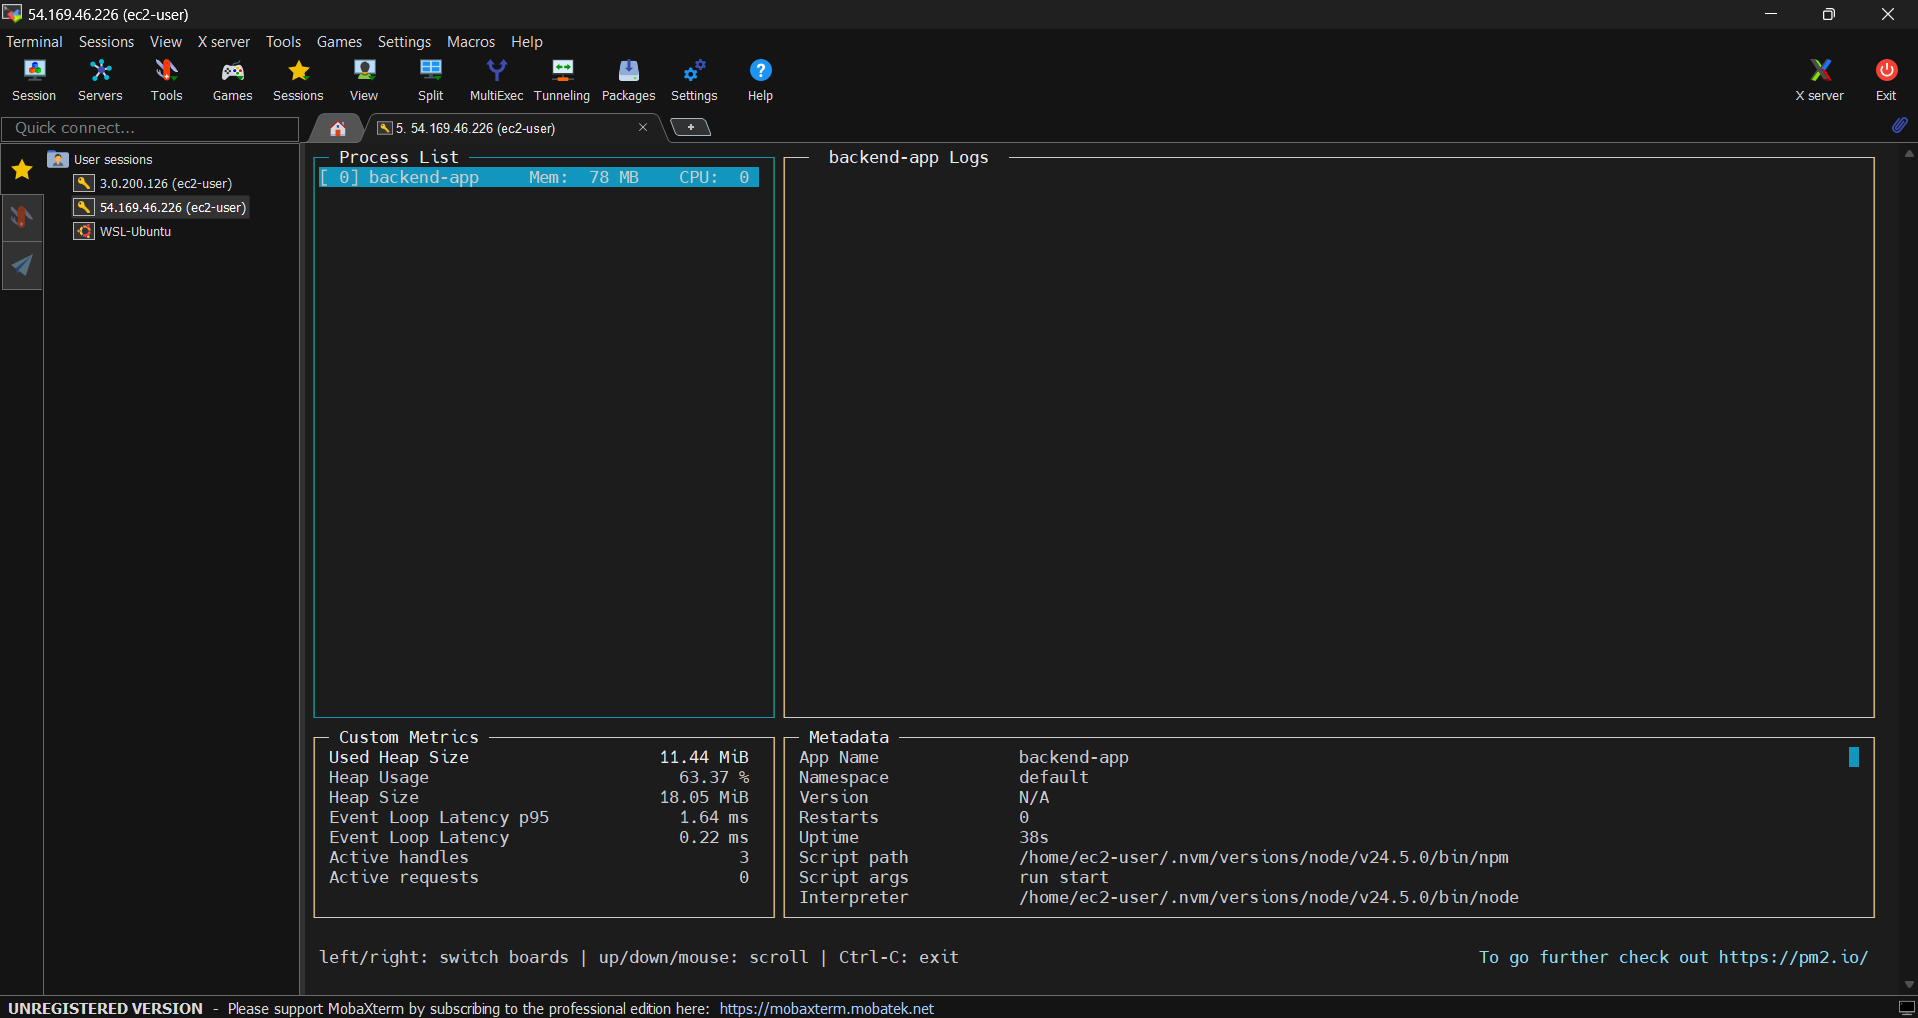 54.169.46.226 (ec2-user)
Terminal Sessions View X server Tools Games Settings Macros Help
Session Servers Tools Games Sessions View Split MultiExec Tunneling Packages Settings Help X server Exit
Quick connect...
5. 54.169.46.226 (ec2-user)
User sessions
3.0.200.126 (ec2-user)
54.169.46.226 (ec2-user)
WSL-Ubuntu
Process List
[ 0] backend-app Mem: 78 MB CPU: 0
backend-app Logs
Custom Metrics
Used Heap Size 11.44 MiB
Heap Usage 63.37 %
Heap Size 18.05 MiB
Event Loop Latency p95 1.64 ms
Event Loop Latency 0.22 ms
Active handles 3
Active requests 0
Metadata
App Name backend-app
Namespace default
Version N/A
Restarts 0
Uptime 38s
Script path /home/ec2-user/.nvm/versions/node/v24.5.0/bin/npm
Script args run start
Interpreter /home/ec2-user/.nvm/versions/node/v24.5.0/bin/node
left/right: switch boards | up/down/mouse: scroll | Ctrl-C: exit
To go further check out https://pm2.io/
UNREGISTERED VERSION - Please support MobaXterm by subscribing to the professional edition here: https://mobaxterm.mobatek.net